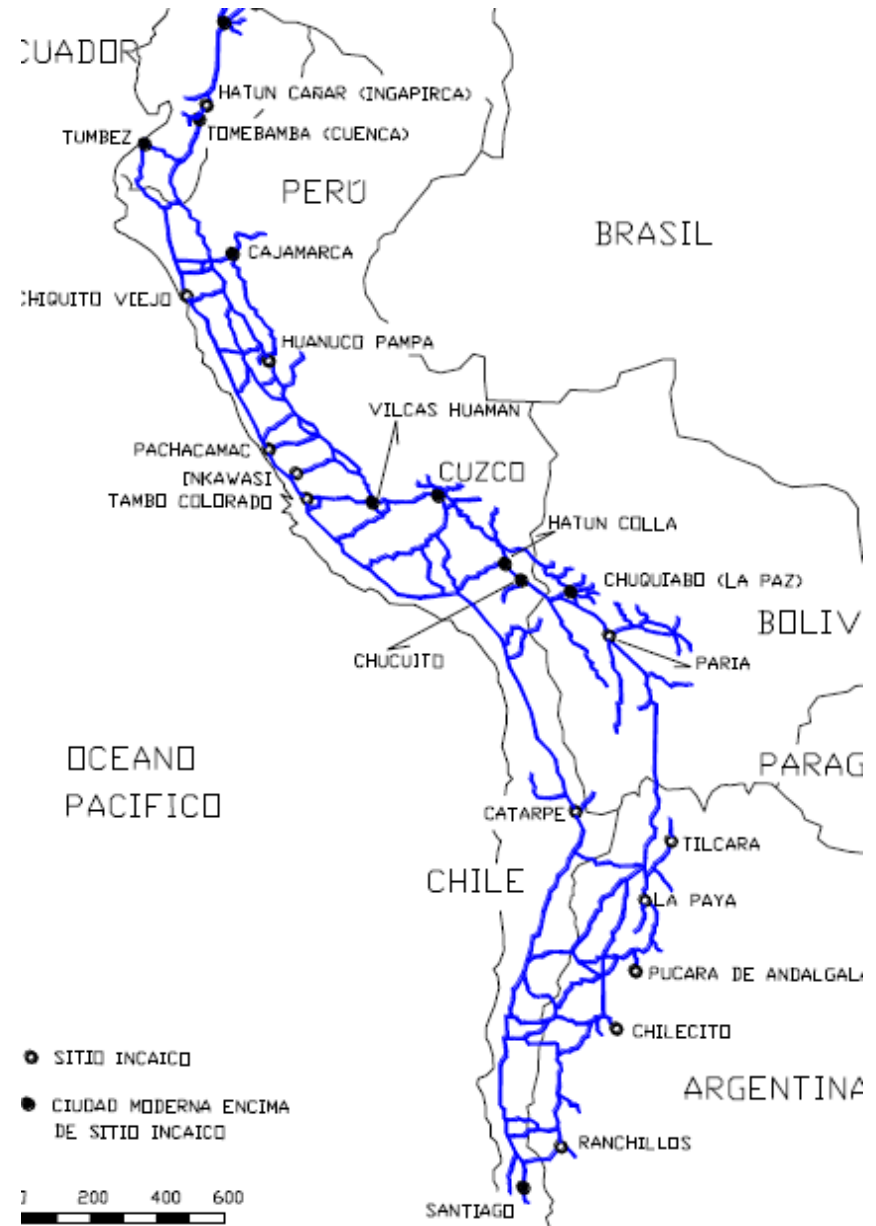 CUADOR
HATUN CAÑAR (INGAPIRCA)
TOMEBAMBA (CUENCA)
TUMBEZ
PERÚ
BRASIL
CAJAMARCA
CHIQUITO VIEJO
HUANUCO PAMPA
VILCAS HUAMAN
PACHACAMAC
CUZCO
INKAWASI
TAMBO COLORADO
HATUN COLLA
CHUQUIABO (LA PAZ)
BOLIV
CHUCUITO
PARIA
OCEANO
PACIFICO
PARAG
CATARPE
TILCARA
CHILE
LA PAYA
PUCARA DE ANDALGALA
CHILECITO
SITIO INCAICO
ARGENTINA
CIUDAD MODERNA ENCIMA
DE SITIO INCAICO
RANCHILLOS
0 200 400 600
SANTIAGO